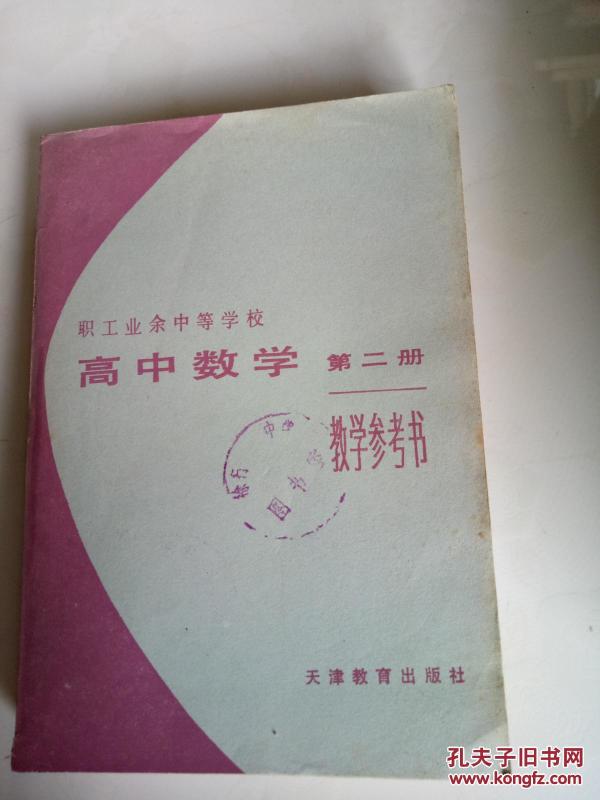 职工业余中等学校
高中数学 第二册
教学参考书
图书
天津教育出版社
孔夫子旧书网
www.kongfz.com